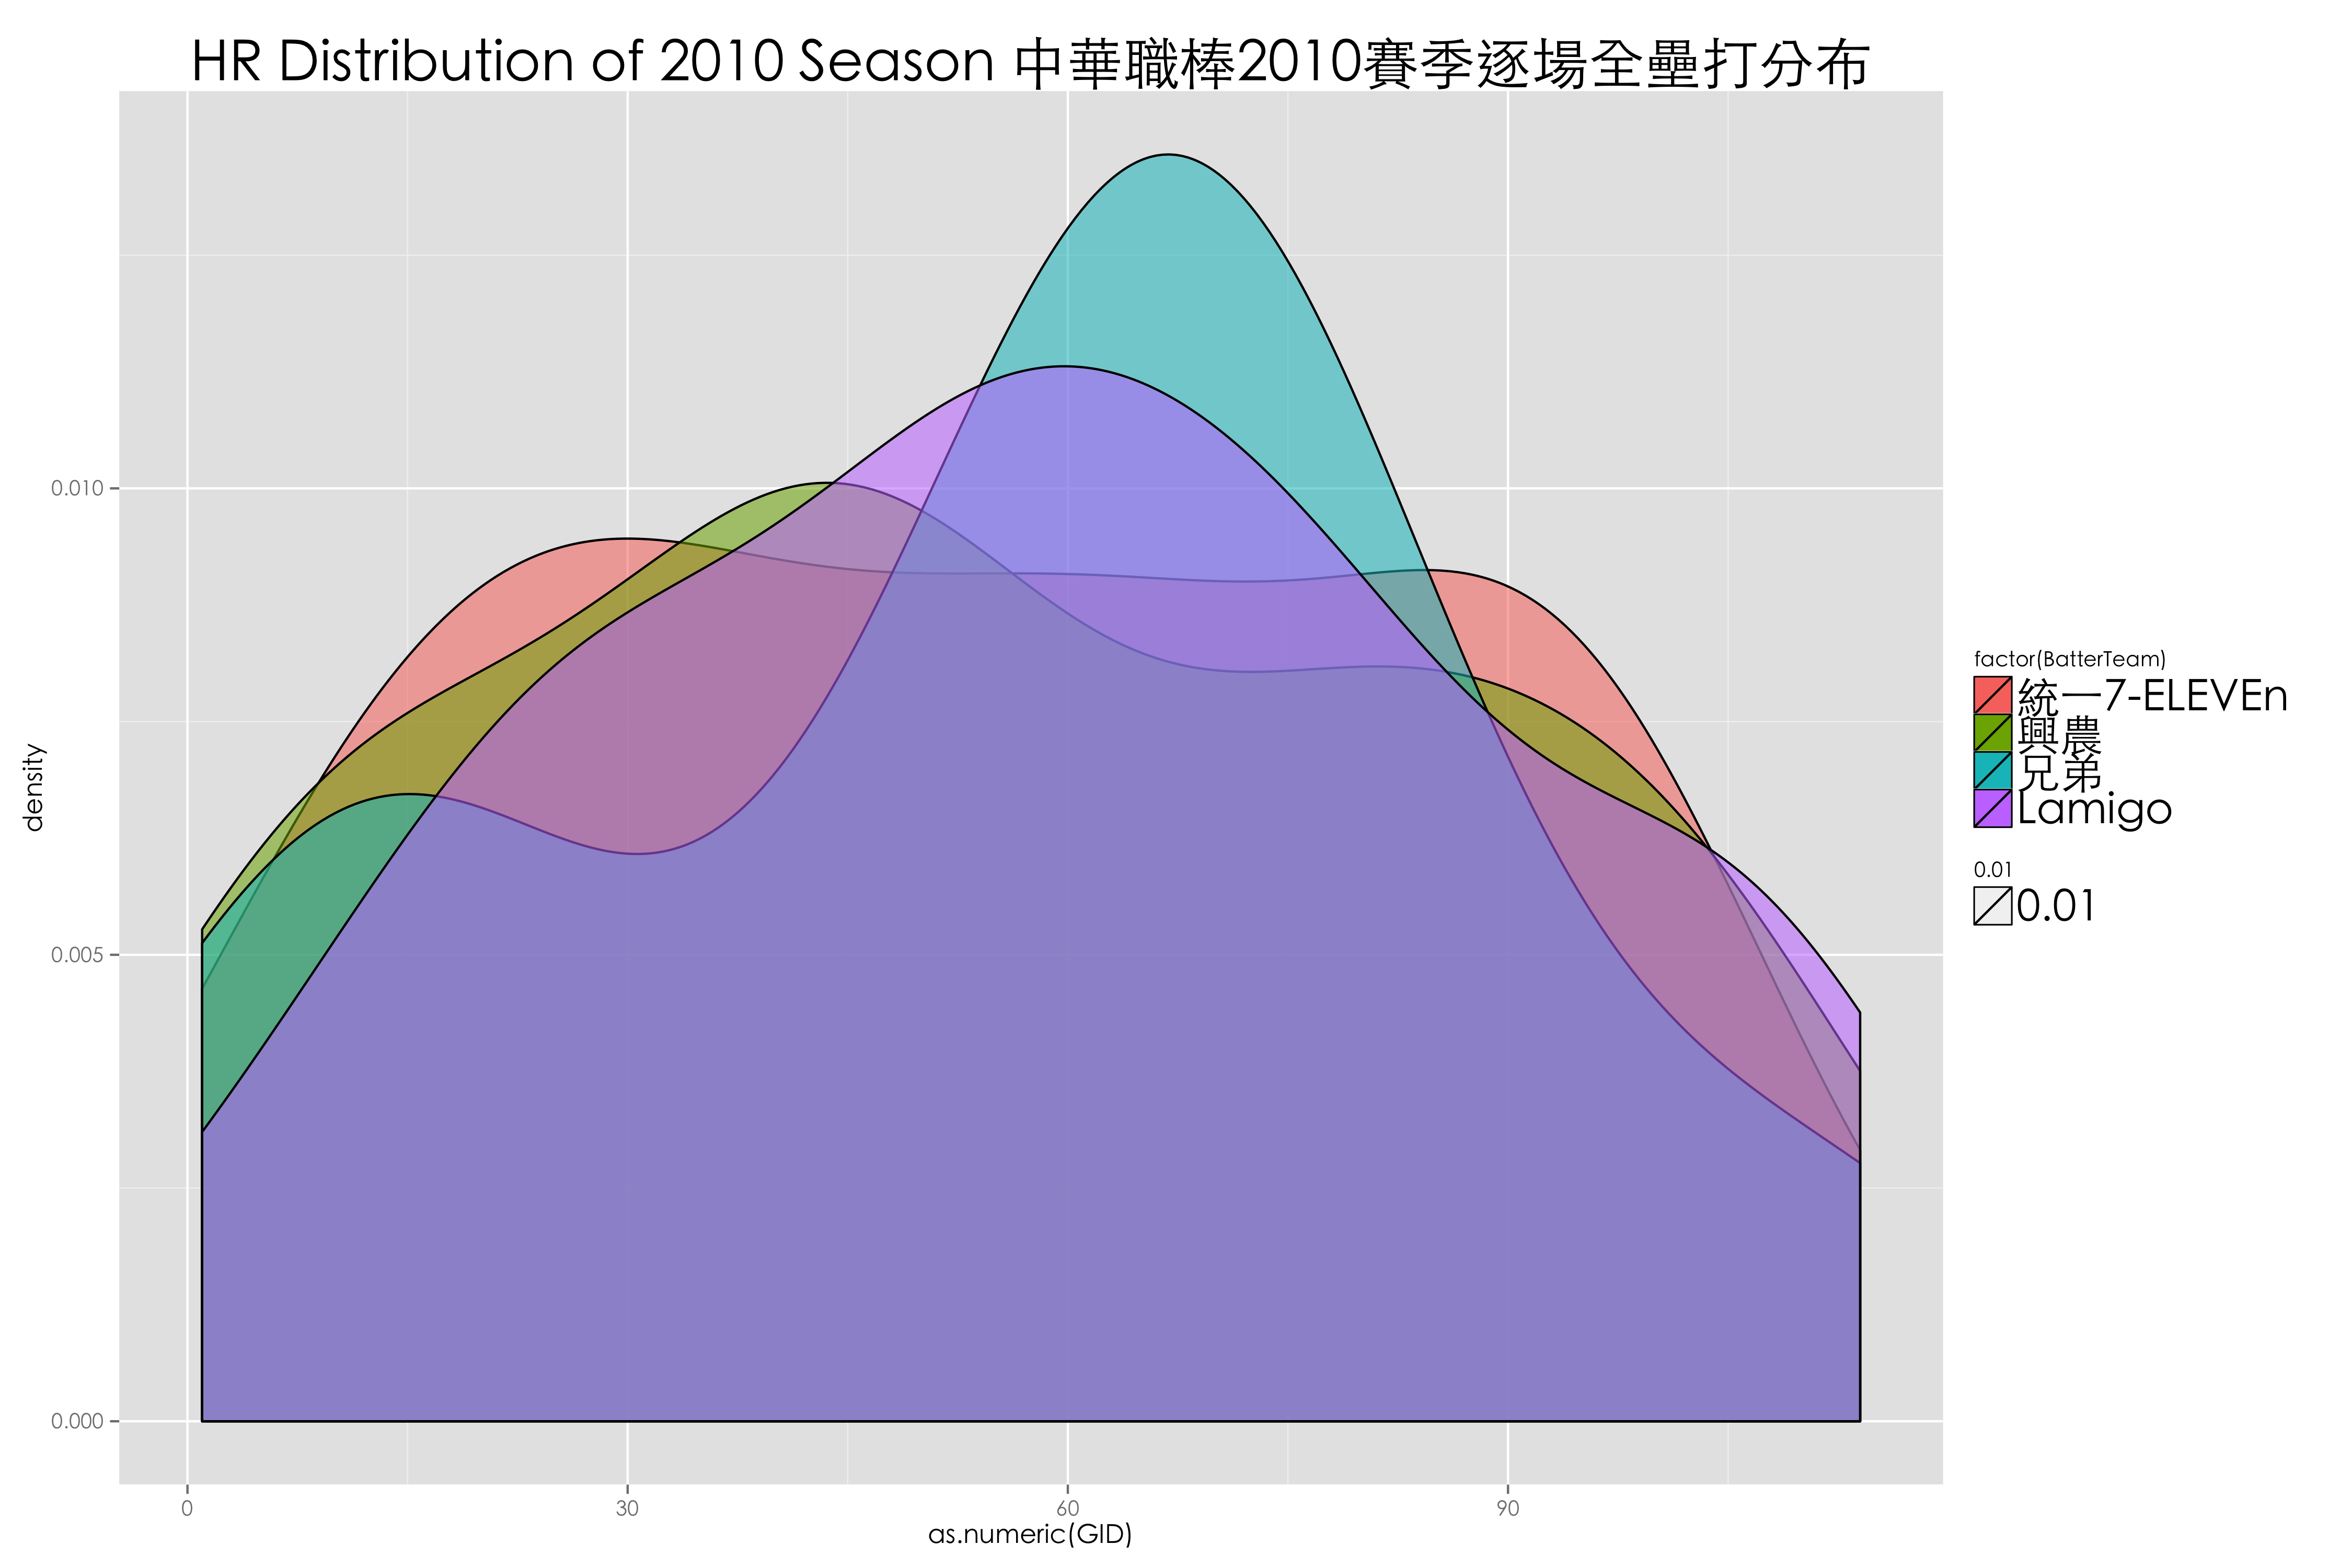 HR Distribution of 2010 Season 中華職棒2010賽季逐場全壘打分布
density
0.010
0.005
0.000
0
30
60
90
as.numeric(GID)
factor(BatterTeam)
統一7-ELEVEn
興農
兄弟
Lamigo
0.01
0.01